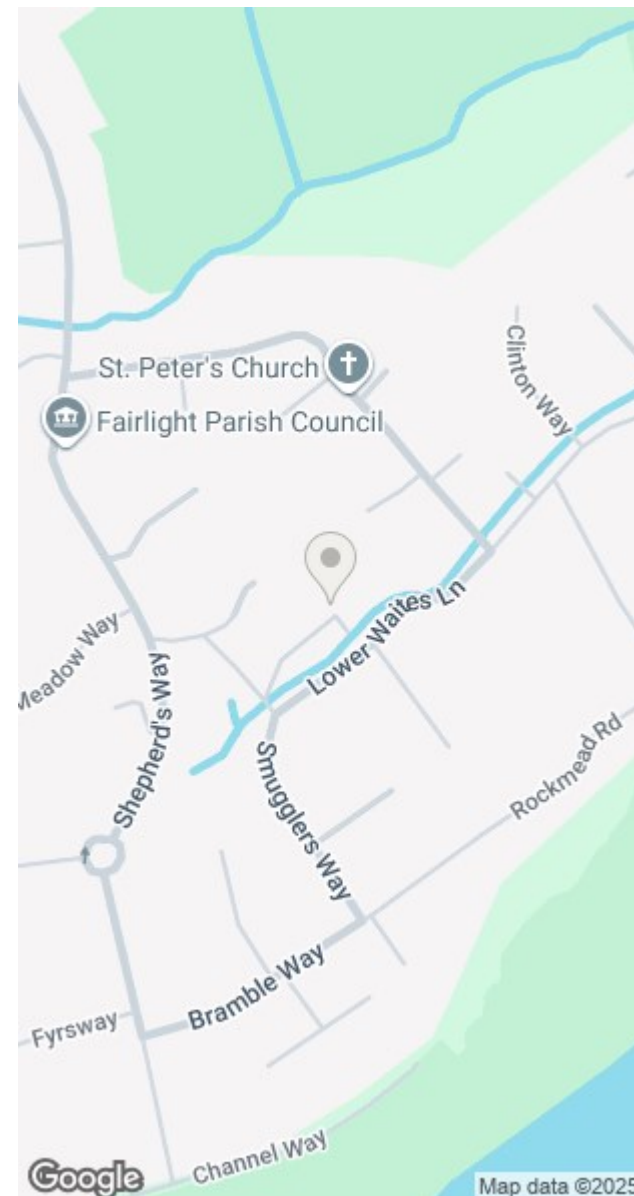 St. Peter's Church
Fairlight Parish Council
Clinton Way
Lower Waites Ln
Meadow Way
Shepherd's Way
Smugglers Way
Rockmead Rd
Bramble Way
Fyrsway
Channel Way
Google
Map data ©2025